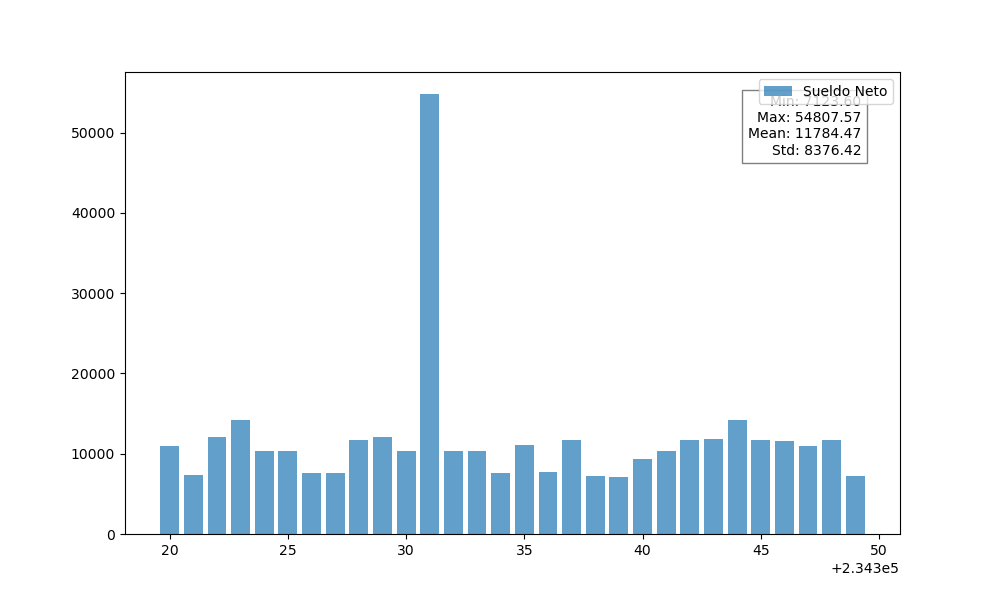 Sueldo Neto
Min: 7123.60
Max: 54807.57
Mean: 11784.47
Std: 8376.42
50000
40000
30000
20000
10000
0
20 25 30 35 40 45 50
+2.343e5